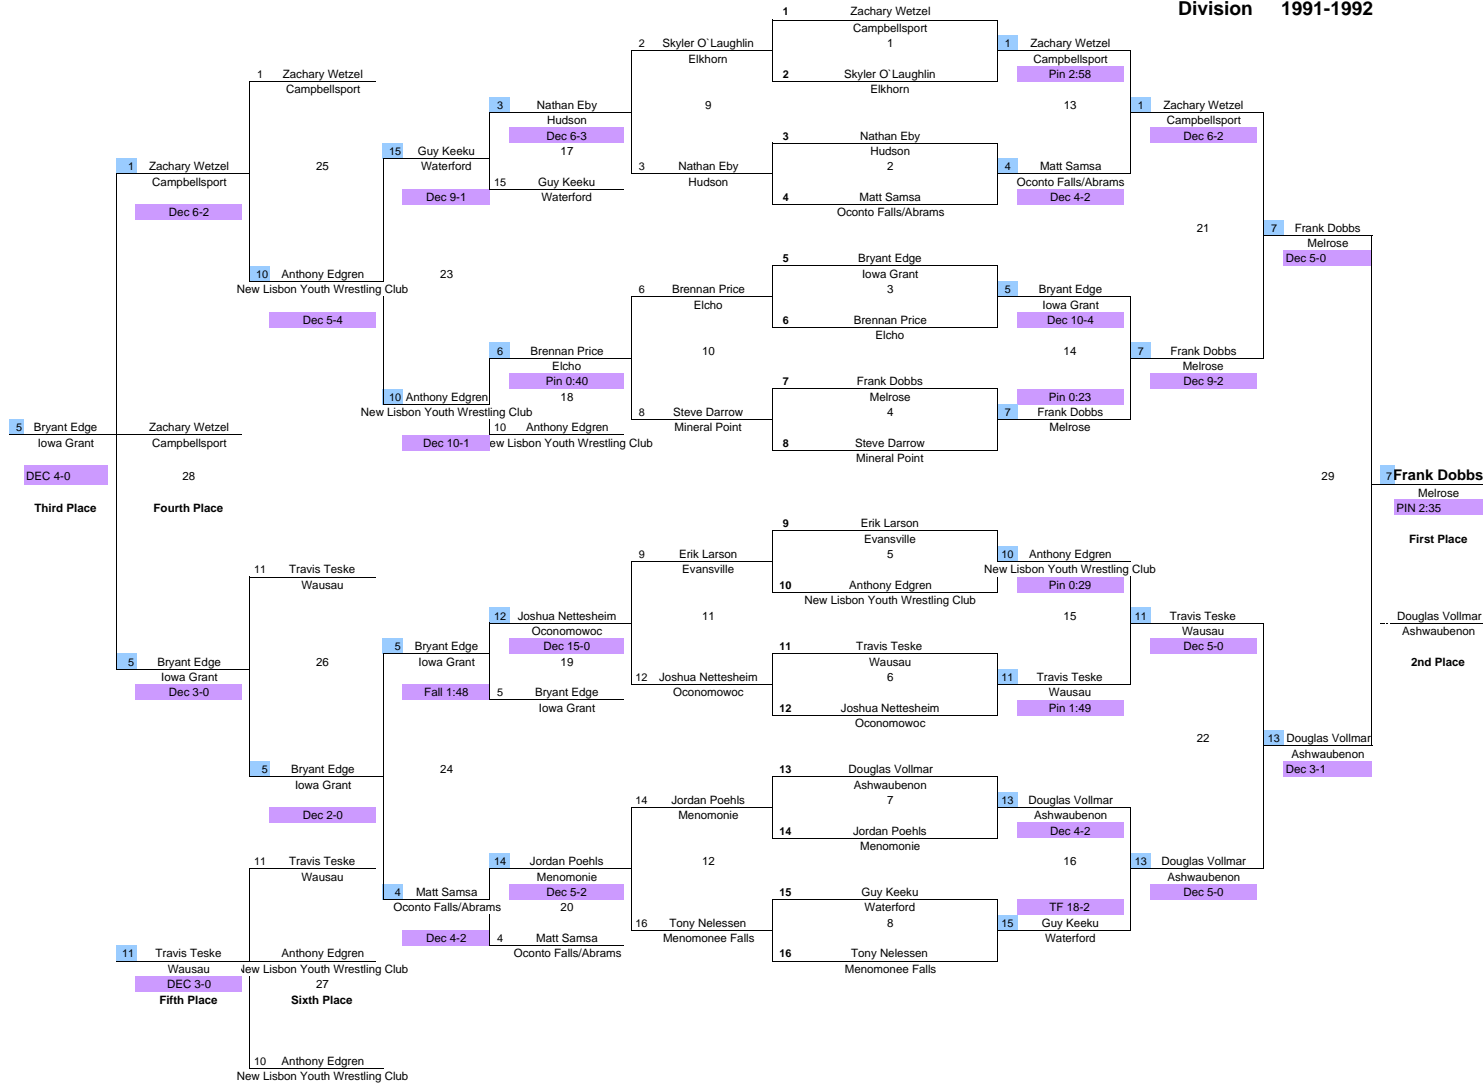 Division 1991-1992
1 Zachary Wetzel
Campbellsport
1
2 Skyler O`Laughlin
Elkhorn
3 Nathan Eby
Hudson
2
4 Matt Samsa
Oconto Falls/Abrams
5 Bryant Edge
Iowa Grant
3
6 Brennan Price
Elcho
7 Frank Dobbs
Melrose
4
8 Steve Darrow
Mineral Point
9 Erik Larson
Evansville
5
10 Anthony Edgren
New Lisbon Youth Wrestling Club
11 Travis Teske
Wausau
6
12 Joshua Nettesheim
Oconomowoc
13 Douglas Vollmar
Ashwaubenon
7
14 Jordan Poehls
Menomonie
15 Guy Keeku
Waterford
8
16 Tony Nelessen
Menomonee Falls
1 Zachary Wetzel
Campbellsport
Pin 2:58
13
4 Matt Samsa
Oconto Falls/Abrams
Dec 4-2
5 Bryant Edge
Iowa Grant
Dec 10-4
14
Pin 0:23
7 Frank Dobbs
Melrose
10 Anthony Edgren
New Lisbon Youth Wrestling Club
Pin 0:29
15
11 Travis Teske
Wausau
Pin 1:49
13 Douglas Vollmar
Ashwaubenon
Dec 4-2
16
TF 18-2
15 Guy Keeku
Waterford
1 Zachary Wetzel
Campbellsport
Dec 6-2
21
7 Frank Dobbs
Melrose
Dec 9-2
11 Travis Teske
Wausau
Dec 5-0
22
13 Douglas Vollmar
Ashwaubenon
Dec 5-0
7 Frank Dobbs
Melrose
Dec 5-0
29
13 Douglas Vollmar
Ashwaubenon
Dec 3-1
7 Frank Dobbs
Melrose
PIN 2:35
First Place
Douglas Vollmar
Ashwaubenon
2nd Place
2 Skyler O`Laughlin
Elkhorn
9
3 Nathan Eby
Hudson
6 Brennan Price
Elcho
10
8 Steve Darrow
Mineral Point
9 Erik Larson
Evansville
11
12 Joshua Nettesheim
Oconomowoc
14 Jordan Poehls
Menomonie
12
16 Tony Nelessen
Menomonee Falls
3 Nathan Eby
Hudson
Dec 6-3
17
15 Guy Keeku
Waterford
6 Brennan Price
Elcho
Pin 0:40
18
10 Anthony Edgren
ew Lisbon Youth Wrestling Club
12 Joshua Nettesheim
Oconomowoc
Dec 15-0
19
5 Bryant Edge
Iowa Grant
14 Jordan Poehls
Menomonie
Dec 5-2
20
4 Matt Samsa
Oconto Falls/Abrams
15 Guy Keeku
Waterford
Dec 9-1
23
10 Anthony Edgren
New Lisbon Youth Wrestling Club
Dec 10-1
5 Bryant Edge
Iowa Grant
Fall 1:48
24
4 Matt Samsa
Oconto Falls/Abrams
Dec 4-2
1 Zachary Wetzel
Campbellsport
25
10 Anthony Edgren
New Lisbon Youth Wrestling Club
Dec 5-4
11 Travis Teske
Wausau
26
5 Bryant Edge
Iowa Grant
Dec 2-0
1 Zachary Wetzel
Campbellsport
Dec 6-2
5 Bryant Edge
Iowa Grant
Dec 3-0
5 Bryant Edge
Iowa Grant
DEC 4-0
Third Place
Zachary Wetzel
Campbellsport
28
Fourth Place
11 Travis Teske
Wausau
11 Travis Teske
Wausau
DEC 3-0
Fifth Place
Anthony Edgren
New Lisbon Youth Wrestling Club
27
Sixth Place
10 Anthony Edgren
New Lisbon Youth Wrestling Club